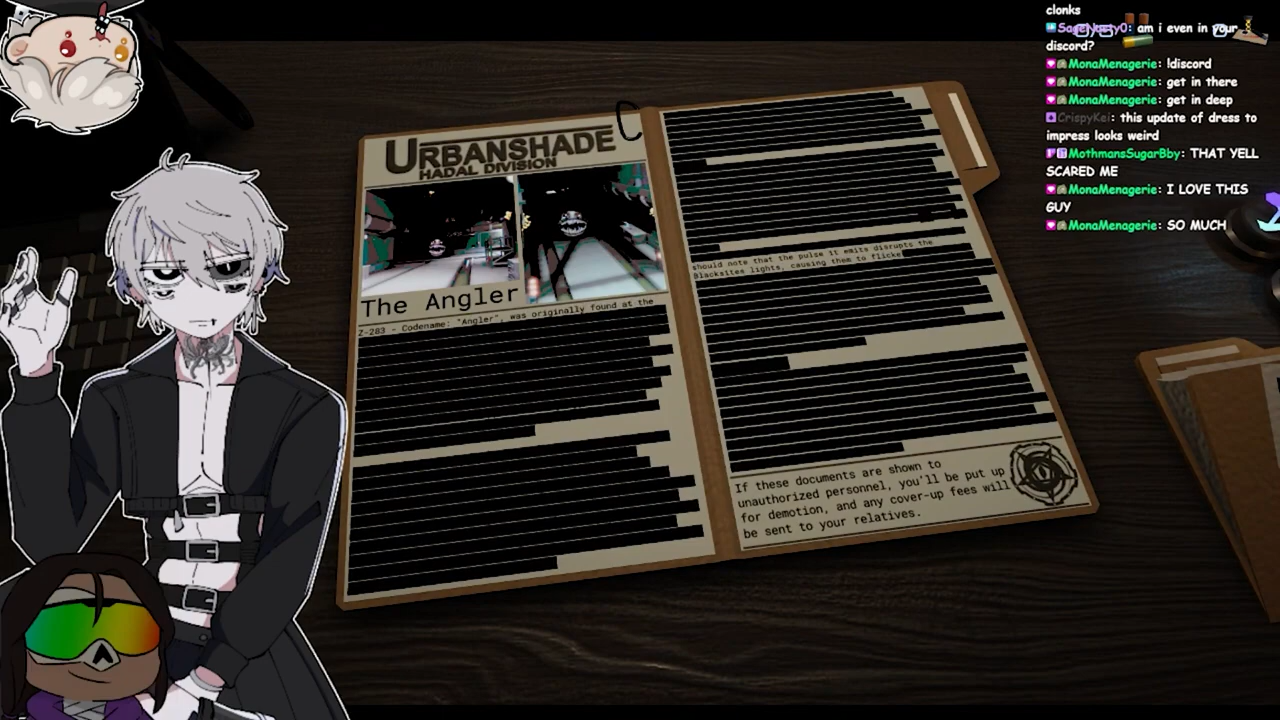 URBANSHADE
HADAL DIVISION
The Angler
Z-283 - Codename: "Angler", was originally found at the
should note that the pulse it emits disrupts the
Blacksites lights, causing them to flicke
If these documents are shown to
unauthorized personnel, you'll be put up
for demotion, and any cover-up fees will
be sent to your relatives.
clonks
SageNasty0: am i even in your
discord?
MonaMenagerie: !discord
MonaMenagerie: get in there
MonaMenagerie: get in deep
CrispyKei: this update of dress to
impress looks weird
MothmansSugarBby: THAT YELL
SCARED ME
MonaMenagerie: I LOVE THIS
GUY
MonaMenagerie: SO MUCH